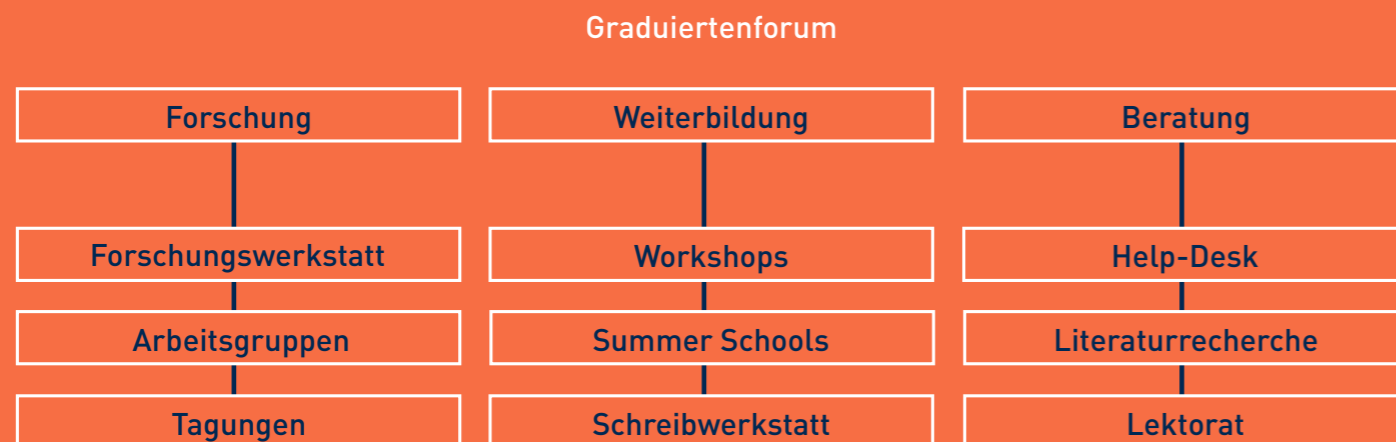 Graduiertenforum
Forschung
Weiterbildung
Beratung
Forschungswerkstatt
Workshops
Help-Desk
Arbeitsgruppen
Summer Schools
Literaturrecherche
Tagungen
Schreibwerkstatt
Lektorat